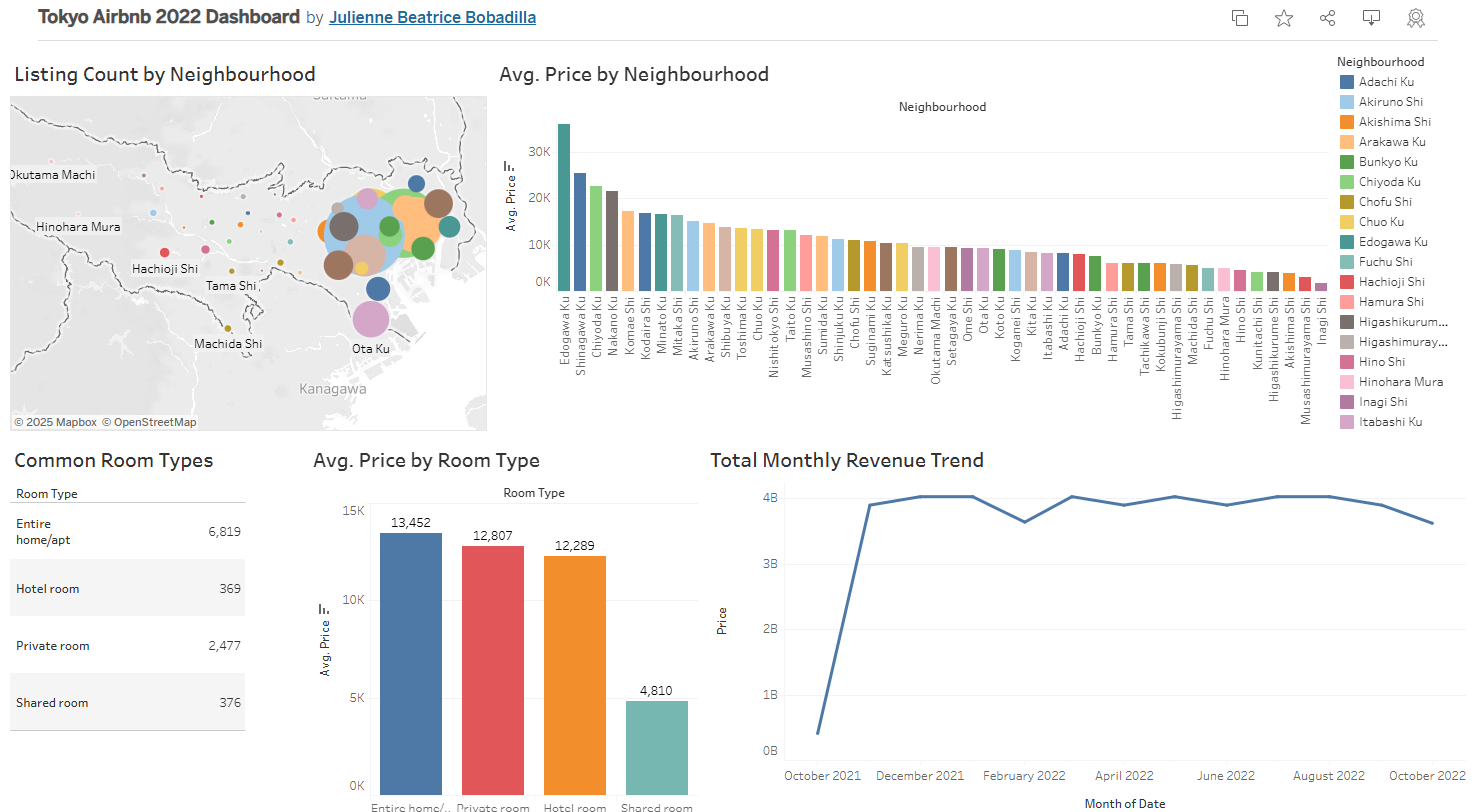 Tokyo Airbnb 2022 Dashboard by Julienne Beatrice Bobadilla
Listing Count by Neighbourhood
Okutama Machi
Hinohara Mura
Hachioji Shi
Tama Shi
Machida Shi
Ota Ku
Kanagawa
© 2025 Mapbox © OpenStreetMap
Avg. Price by Neighbourhood
Neighbourhood
Avg. Price
30K
20K
10K
0K
Edogawa Ku
Shinagawa Ku
Chiyoda Ku
Nakano Ku
Komae Shi
Kodaira Shi
Minato Ku
Mitaka Shi
Akiruno Shi
Arakawa Ku
Shibuya Ku
Toshima Ku
Chuo Ku
Nishitokyo Shi
Taito Ku
Musashino Shi
Sumida Ku
Shinjuku Ku
Chofu Shi
Suginami Ku
Katsushika Ku
Meguro Ku
Nerima Ku
Okutama Machi
Setagaya Ku
Ome Shi
Ota Ku
Koto Ku
Koganei Shi
Kita Ku
Itabashi Ku
Adachi Ku
Hachioji Shi
Bunkyo Ku
Hamura Shi
Tama Shi
Tachikawa Shi
Kokubunji Shi
Higashimurayama Shi
Machida Shi
Fuchu Shi
Hinohara Mura
Hino Shi
Kunitachi Shi
Higashikurume Shi
Akishima Shi
Musashimurayama Shi
Inagi Shi
Neighbourhood
Adachi Ku
Akiruno Shi
Akishima Shi
Arakawa Ku
Bunkyo Ku
Chiyoda Ku
Chofu Shi
Chuo Ku
Edogawa Ku
Fuchu Shi
Hachioji Shi
Hamura Shi
Higashikurum...
Higashimuray...
Hino Shi
Hinohara Mura
Inagi Shi
Itabashi Ku
Common Room Types
Room Type
Entire
home/apt 6,819
Hotel room 369
Private room 2,477
Shared room 376
Avg. Price by Room Type
Room Type
Avg. Price
15K
10K
5K
0K
13,452
12,807
12,289
4,810
Entire home/.. Private room Hotel room Shared room
Total Monthly Revenue Trend
Price
4B
3B
2B
1B
0B
October 2021 December 2021 February 2022 April 2022 June 2022 August 2022 October 2022
Month of Date